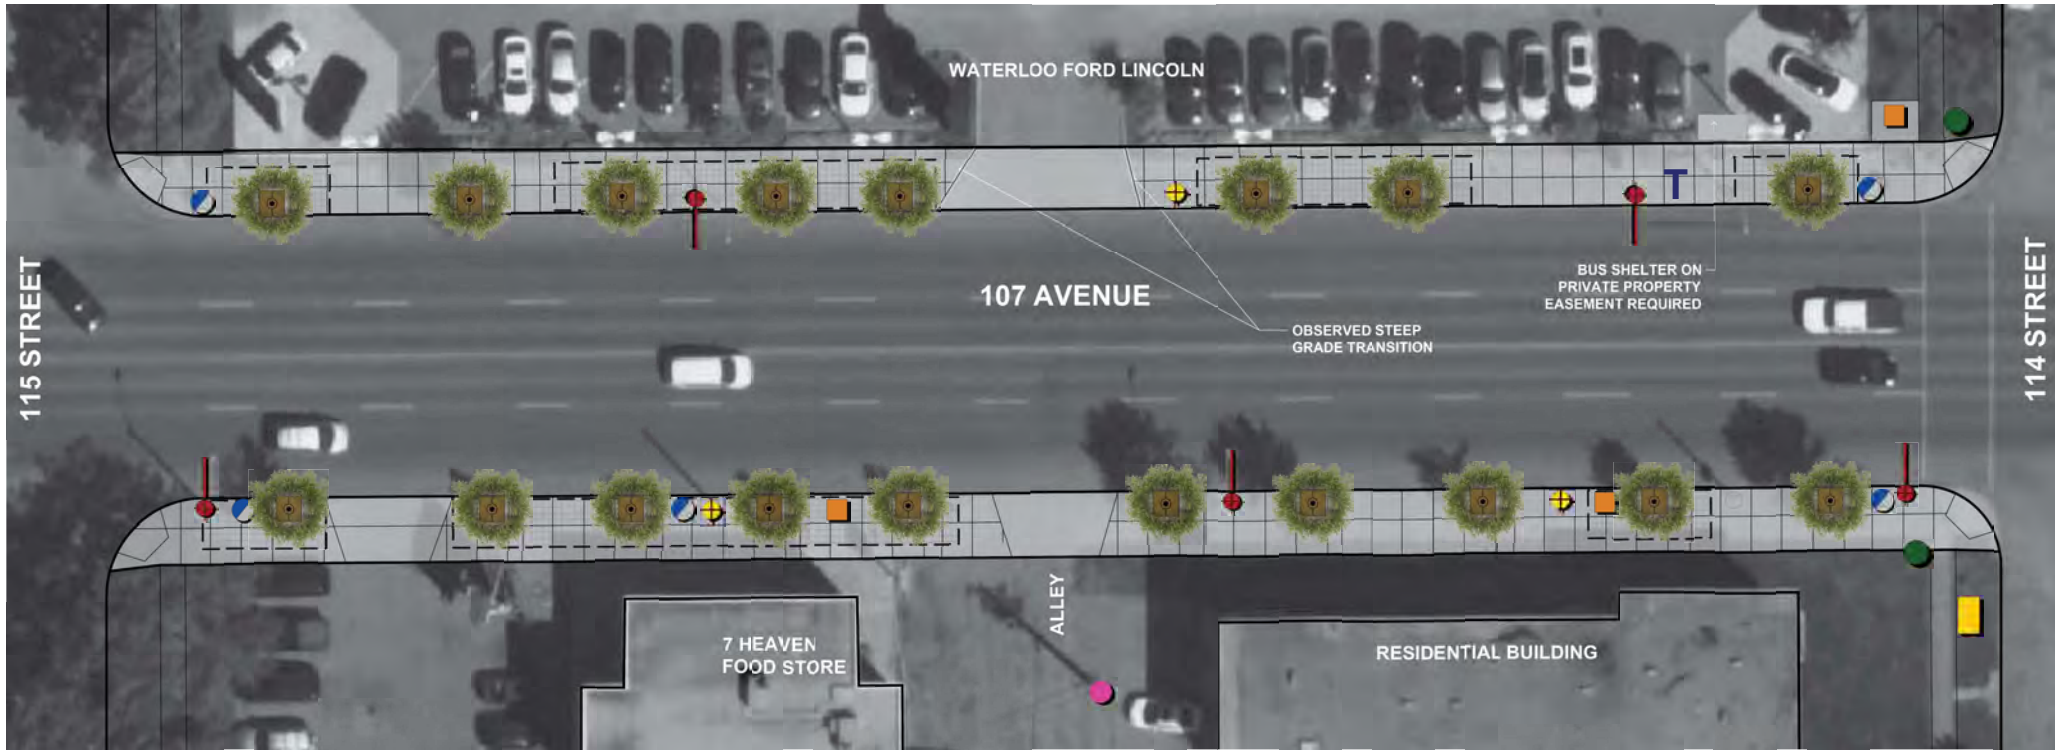 WATERLOO FORD LINCOLN
T
115 STREET
107 AVENUE
BUS SHELTER ON
PRIVATE PROPERTY
EASEMENT REQUIRED
OBSERVED STEEP
GRADE TRANSITION
114 STREET
ALLEY
7 HEAVEN
FOOD STORE
RESIDENTIAL BUILDING